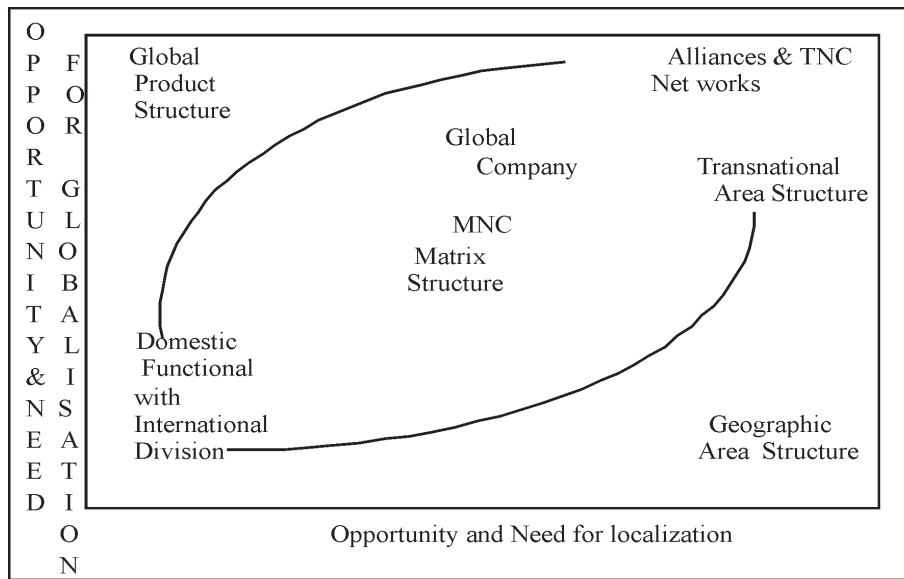 OPPORTUNITY&NEED
FOR GLOBALISATION
Global
Product
Structure
Alliances & TNC
Net works
Global
Company
Transnational
Area Structure
MNC
Matrix
Structure
Domestic
Functional
with
International
Division
Geographic
Area Structure
Opportunity and Need for localization